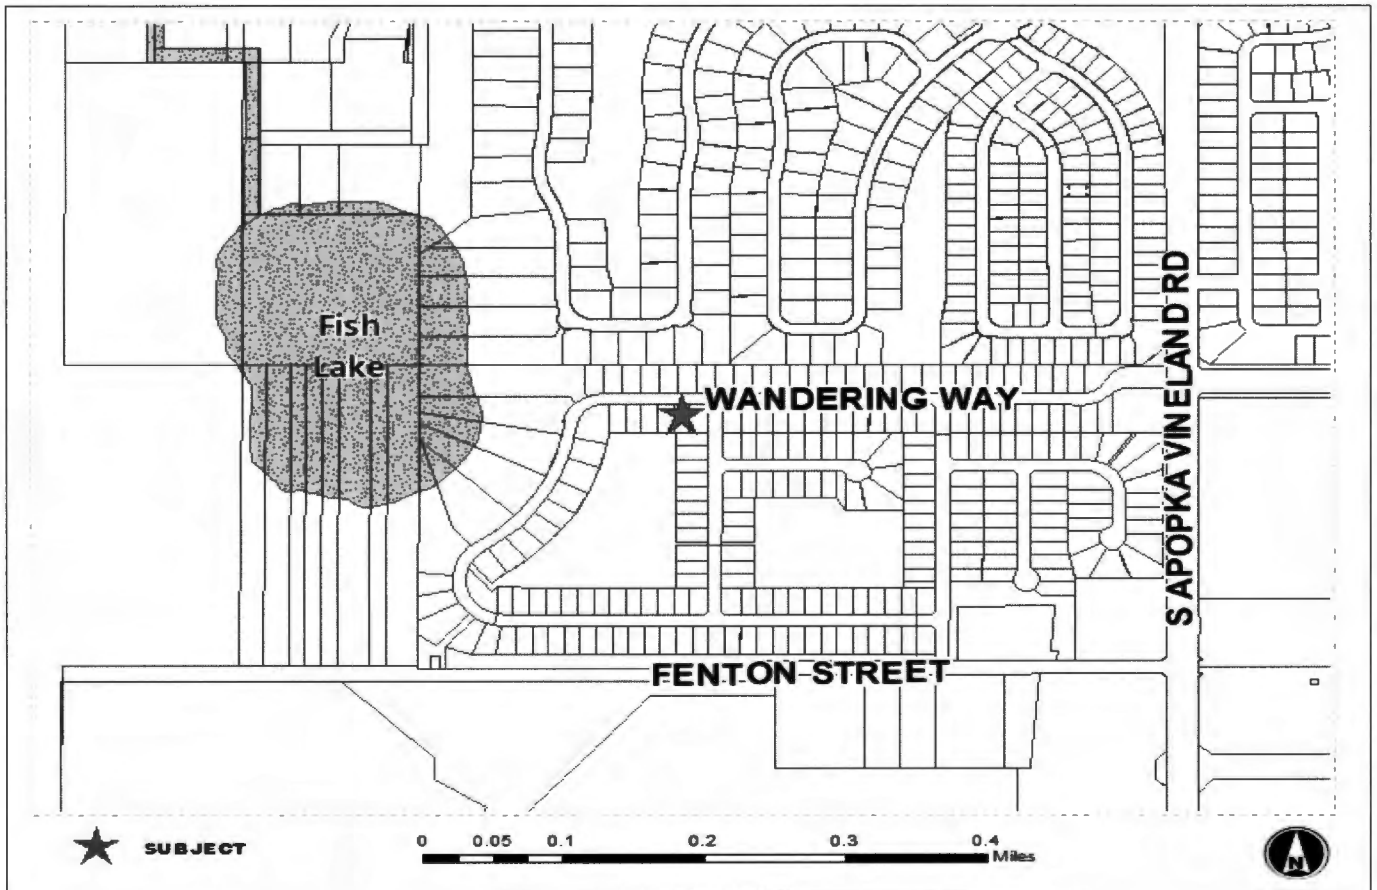 Fish
Lake
WANDERING WAY
S APOPKA VINELAND RD
FENTON STREET
SUBJECT
0 0.05 0.1 0.2 0.3 0.4
Miles
N